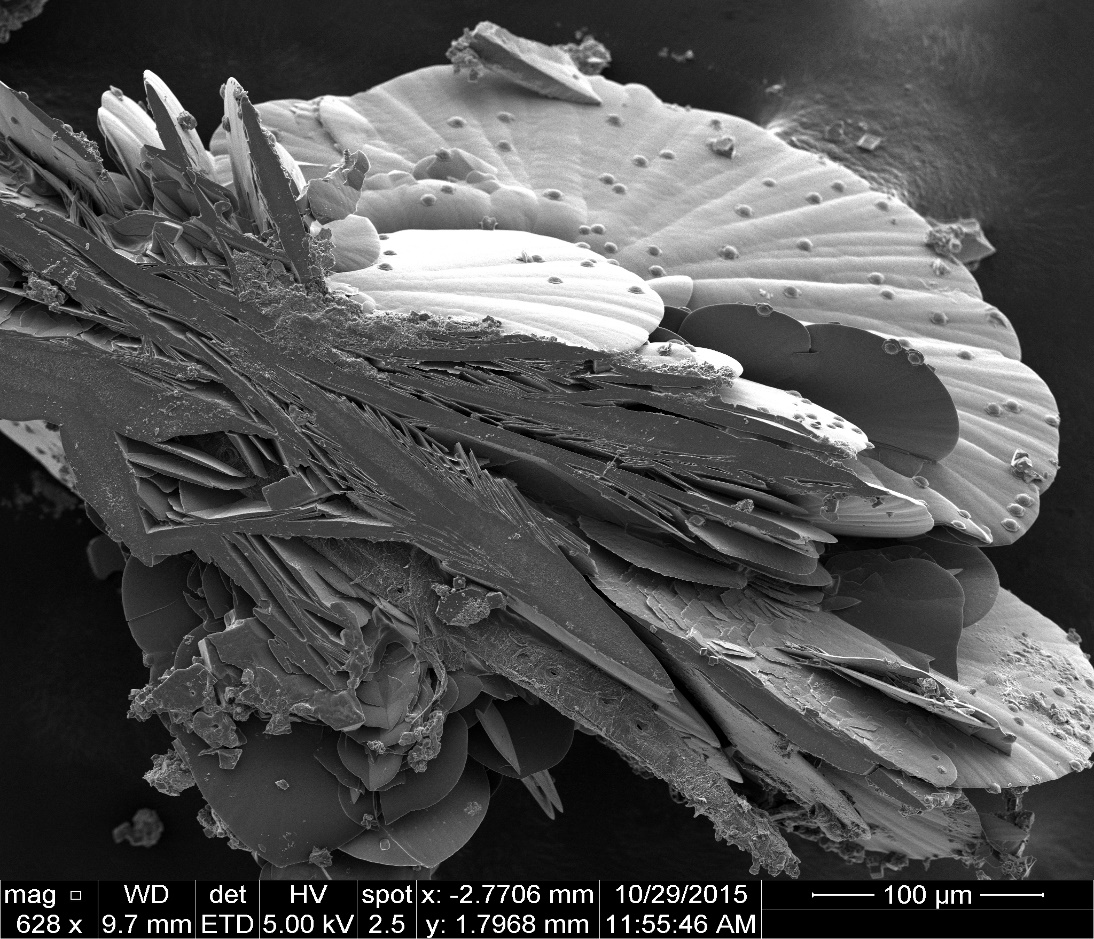 mag □ WD det HV spot x: -2.7706 mm 10/29/2015 100 µm
628 x 9.7 mm ETD 5.00 kV 2.5 y: 1.7968 mm 11:55:46 AM